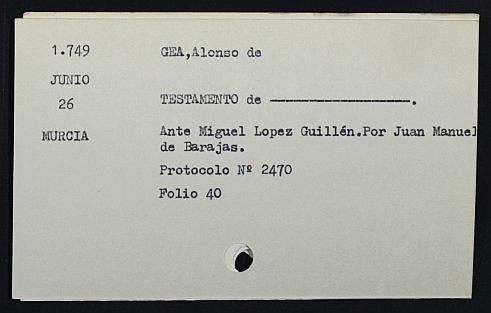 1.749 GEA,Alonso de
JUNIO
26 TESTAMENTO de ----------------.
MURCIA Ante Miguel Lopez Guillén.Por Juan Manuel
de Barajas.
Protocolo Nº 2470
Folio 40